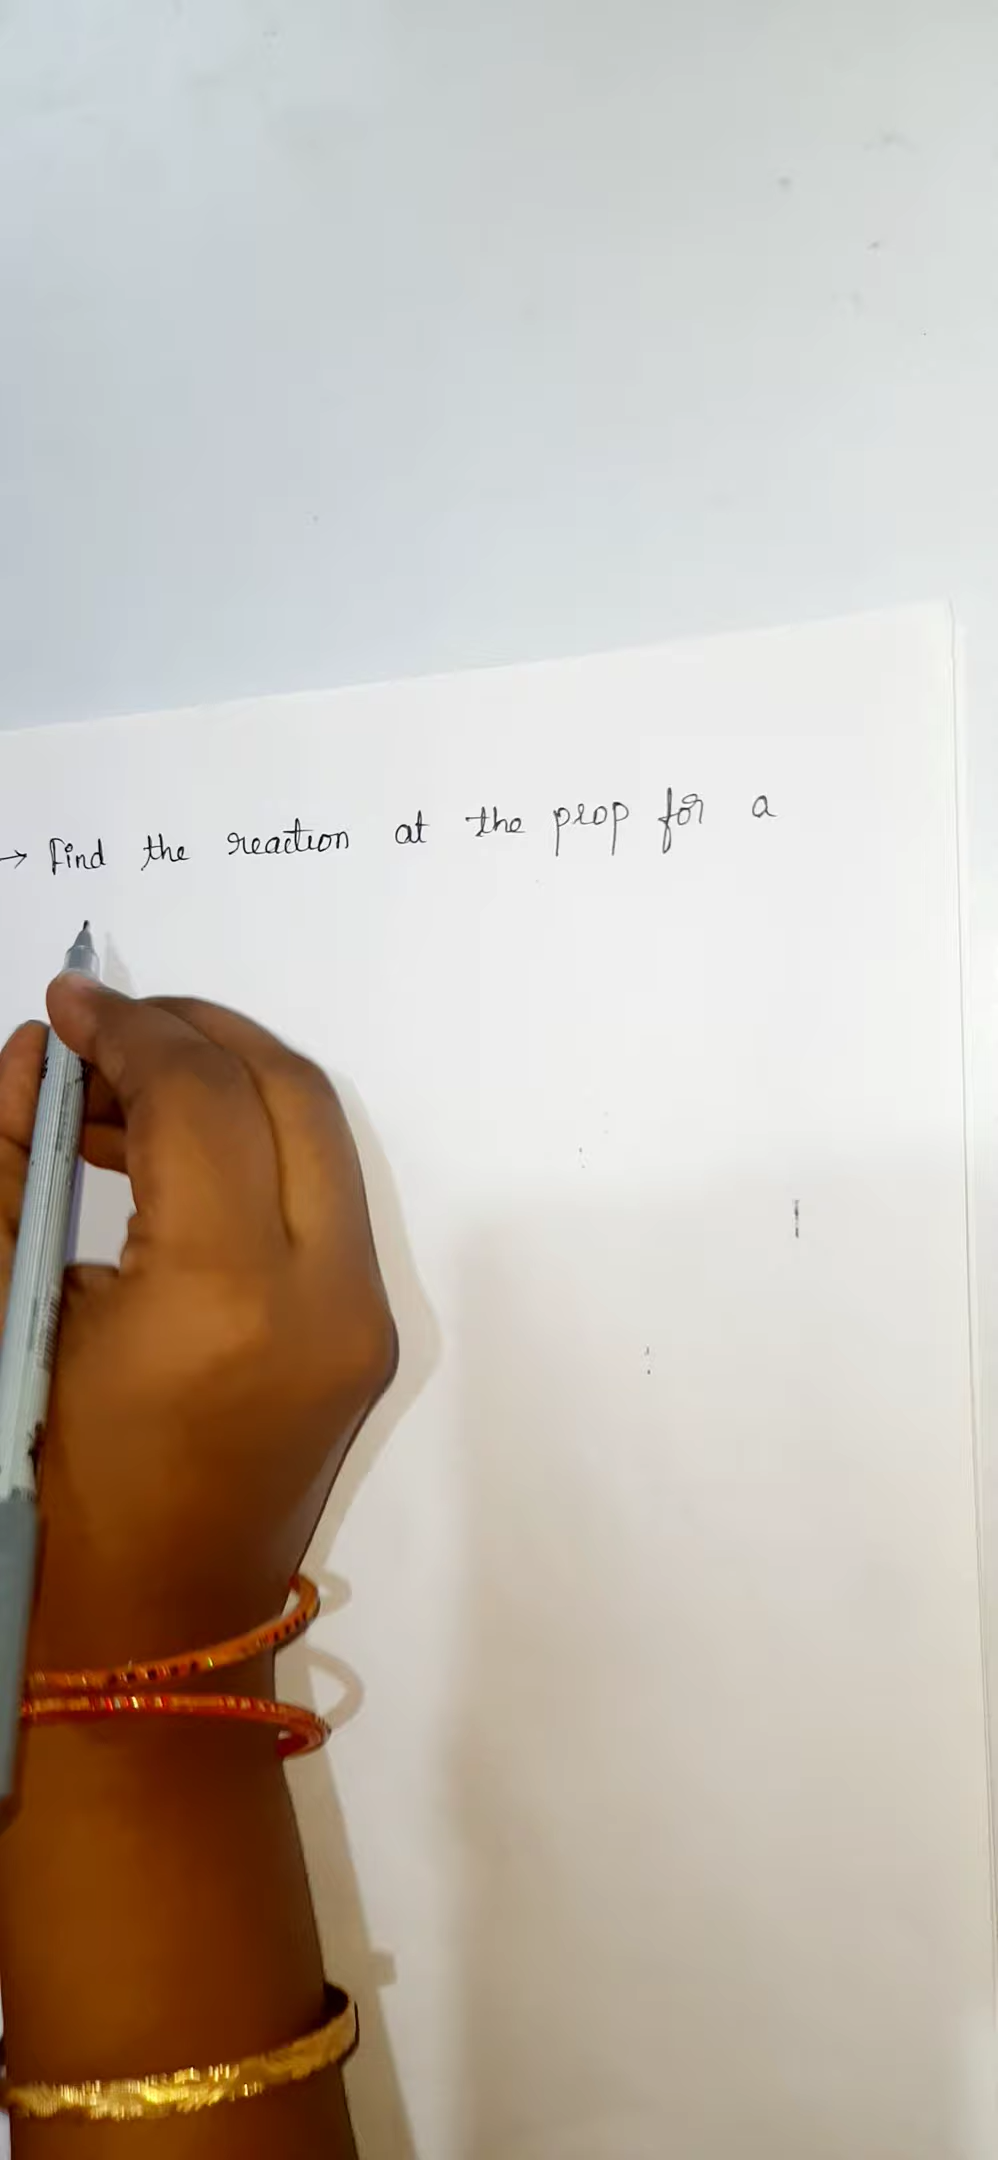 → Find the reaction at the prop for a